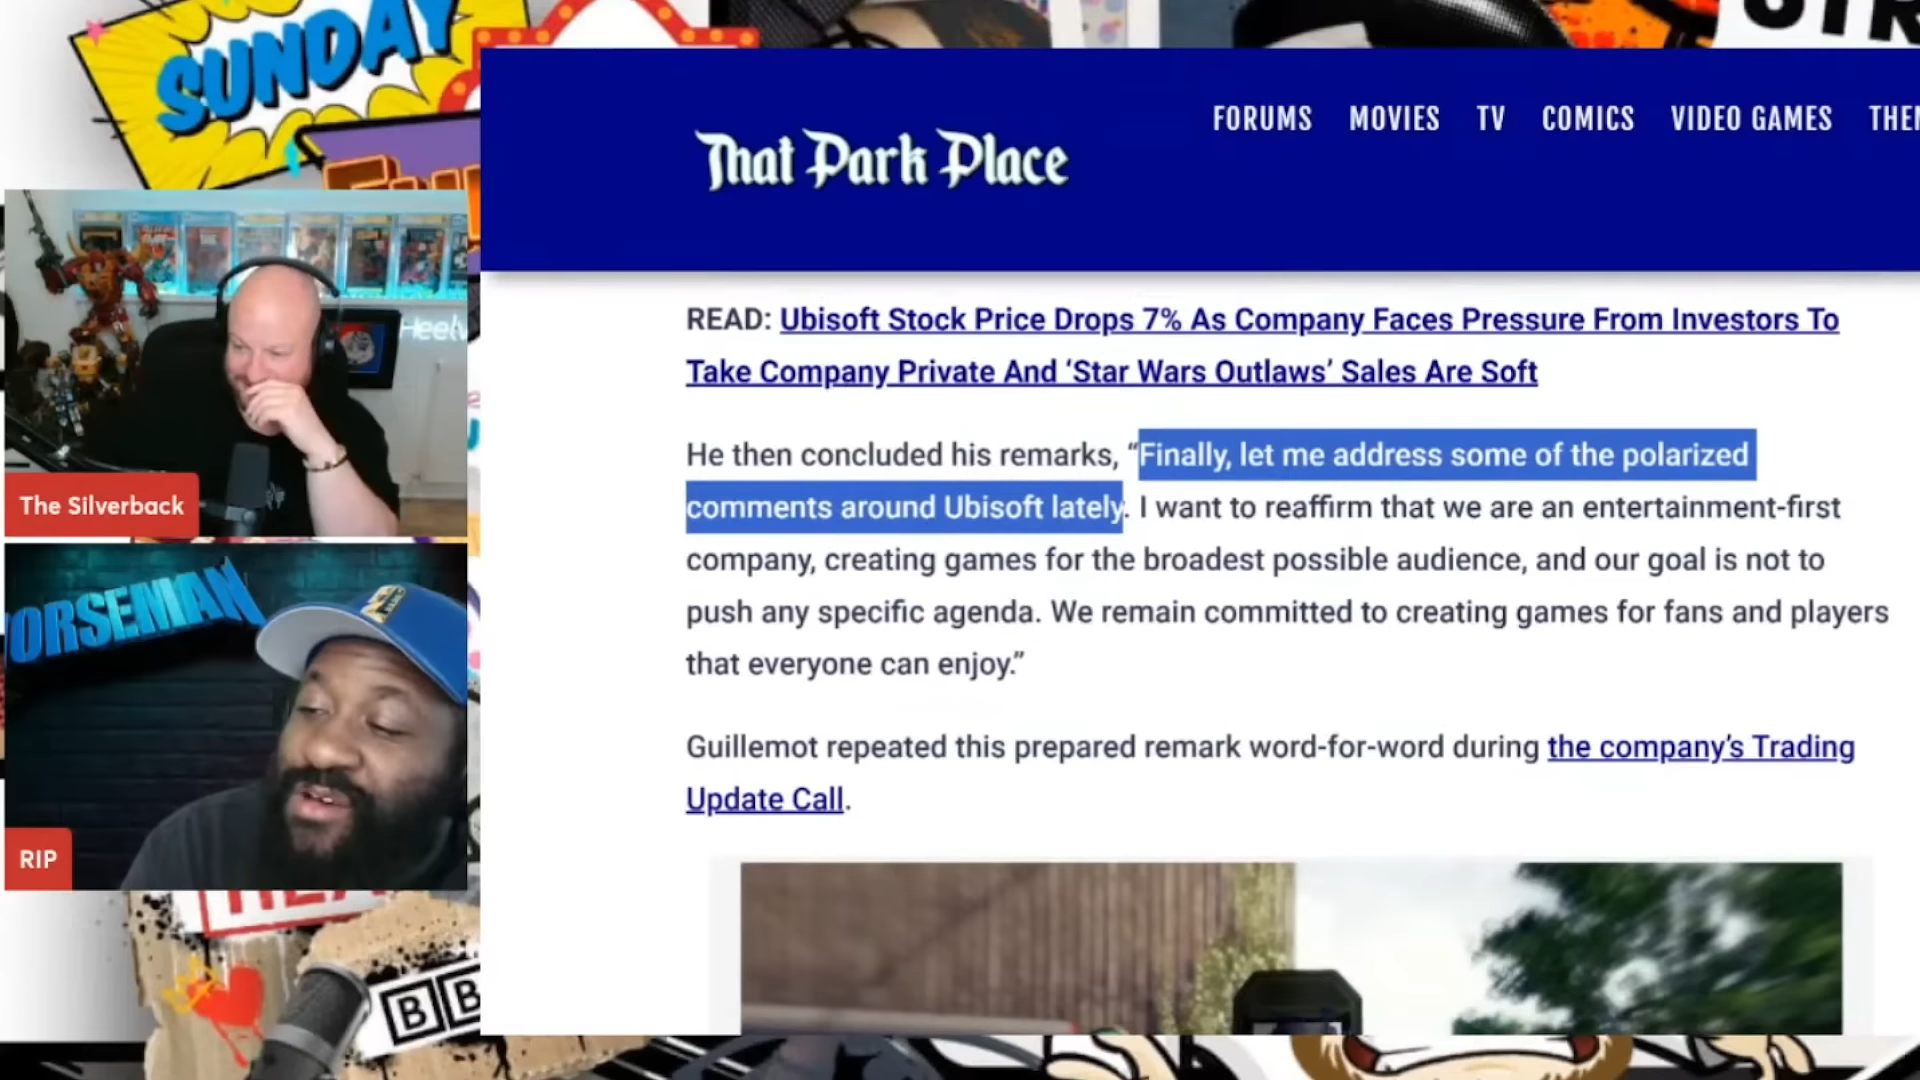 SUNDAY
FORUMS MOVIES TV COMICS VIDEO GAMES
That Park Place
READ: Ubisoft Stock Price Drops 7% As Company Faces Pressure From Investors To
Take Company Private And ‘Star Wars Outlaws’ Sales Are Soft
He then concluded his remarks, “Finally, let me address some of the polarized
comments around Ubisoft lately. I want to reaffirm that we are an entertainment-first
company, creating games for the broadest possible audience, and our goal is not to
push any specific agenda. We remain committed to creating games for fans and players
that everyone can enjoy.”
Guillemot repeated this prepared remark word-for-word during the company’s Trading
Update Call.
The Silverback
ORSEMAN
RIP